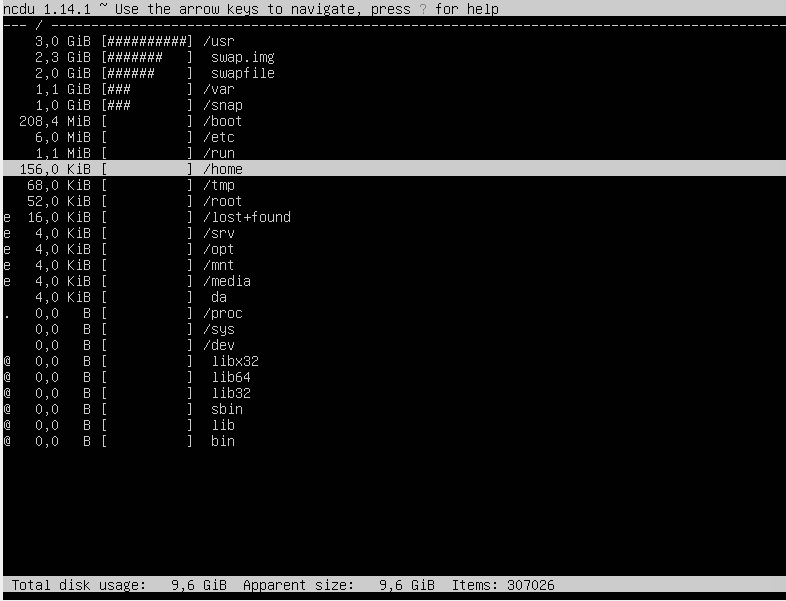 ncdu 1.14.1 ~ Use the arrow keys to navigate, press ? for help
--- / ----------------------------------------------------------------------------------------------
    3,0 GiB [##########] /usr
    2,3 GiB [#######   ]  swap.img
    2,0 GiB [######    ]  swapfile
    1,1 GiB [###       ] /var
    1,0 GiB [###       ] /snap
  208,4 MiB [          ] /boot
    6,0 MiB [          ] /etc
    1,1 MiB [          ] /run
  156,0 KiB [          ] /home
   68,0 KiB [          ] /tmp
   52,0 KiB [          ] /root
e  16,0 KiB [          ] /lost+found
e   4,0 KiB [          ] /srv
e   4,0 KiB [          ] /opt
e   4,0 KiB [          ] /mnt
e   4,0 KiB [          ] /media
    4,0 KiB [          ]  da
.   0,0   B [          ] /proc
    0,0   B [          ] /sys
    0,0   B [          ] /dev
@   0,0   B [          ]  libx32
@   0,0   B [          ]  lib64
@   0,0   B [          ]  lib32
@   0,0   B [          ]  sbin
@   0,0   B [          ]  lib
@   0,0   B [          ]  bin
Total disk usage:   9,6 GiB  Apparent size:   9,6 GiB  Items: 307026